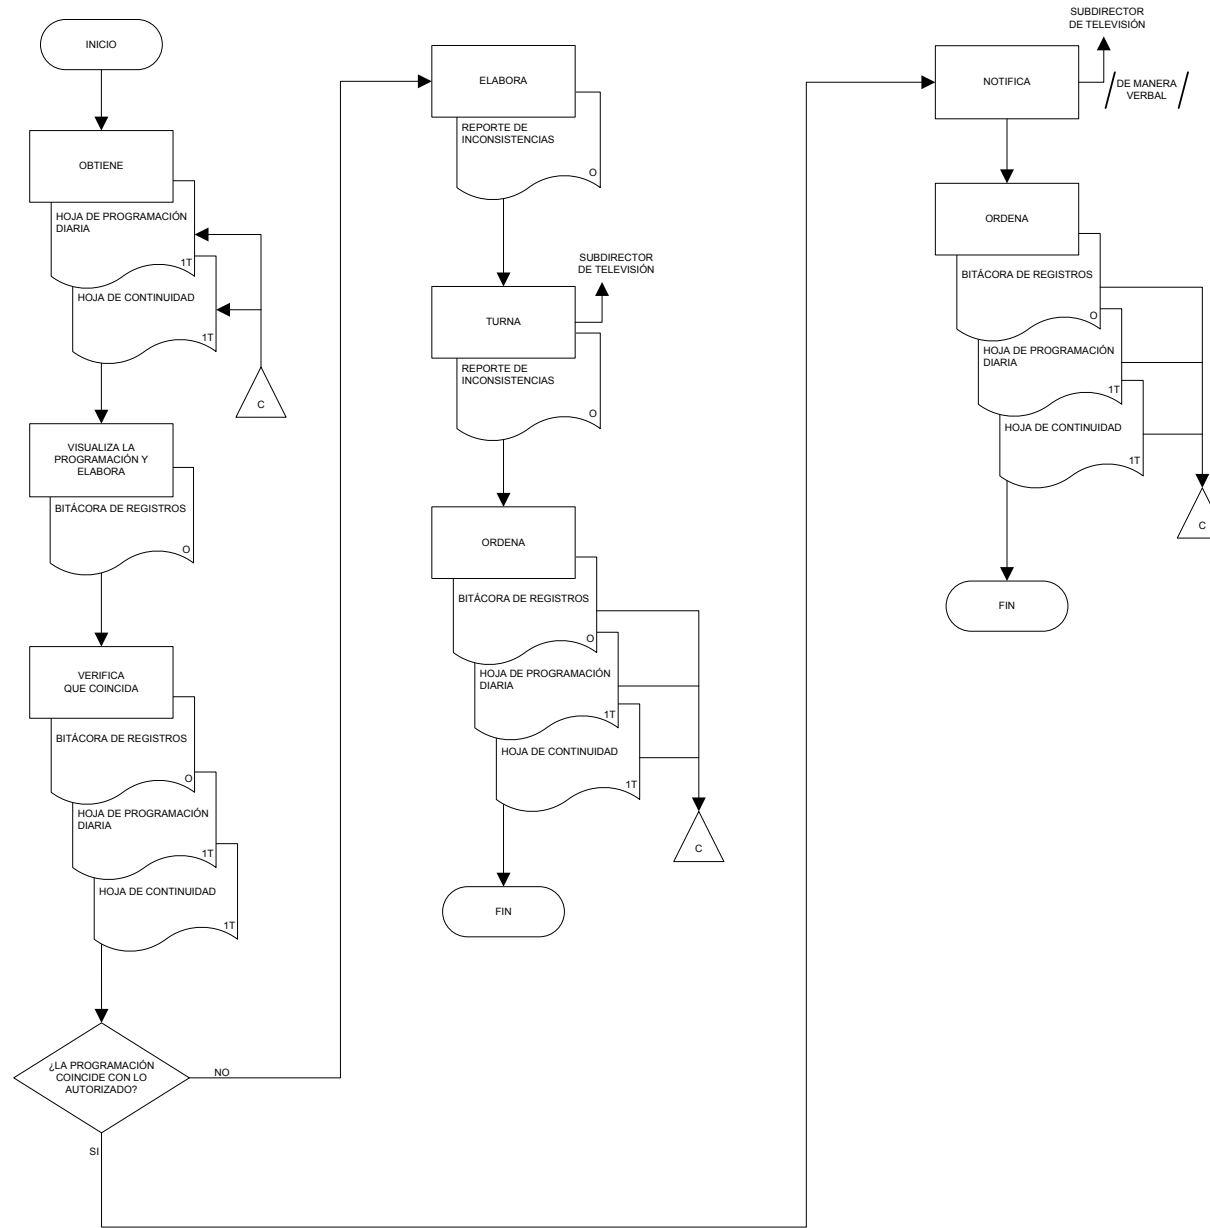 INICIO
OBTIENE
HOJA DE PROGRAMACIÓN
DIARIA
1T
HOJA DE CONTINUIDAD
1T
C
VISUALIZA LA
PROGRAMACIÓN Y
ELABORA
BITÁCORA DE REGISTROS
O
VERIFICA
QUE COINCIDA
BITÁCORA DE REGISTROS
O
HOJA DE PROGRAMACIÓN
DIARIA
1T
HOJA DE CONTINUIDAD
1T
¿LA PROGRAMACIÓN
COINCIDE CON LO
AUTORIZADO?
NO
SI
ELABORA
REPORTE DE
INCONSISTENCIAS
O
SUBDIRECTOR
DE TELEVISIÓN
TURNA
REPORTE DE
INCONSISTENCIAS
O
ORDENA
BITÁCORA DE REGISTROS
O
HOJA DE PROGRAMACIÓN
DIARIA
1T
HOJA DE CONTINUIDAD
1T
C
FIN
SUBDIRECTOR
DE TELEVISIÓN
NOTIFICA
DE MANERA
VERBAL
ORDENA
BITÁCORA DE REGISTROS
O
HOJA DE PROGRAMACIÓN
DIARIA
1T
HOJA DE CONTINUIDAD
1T
C
FIN